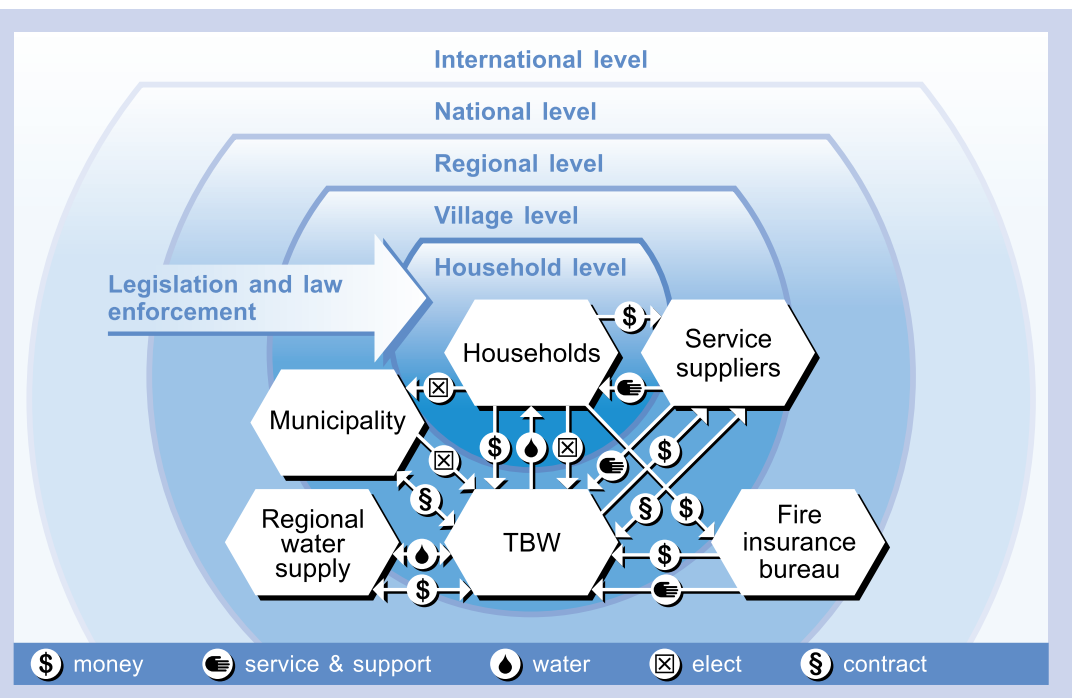 International level
National level
Regional level
Village level
Household level
Legislation and law
enforcement
$
Households
Service
suppliers
Municipality
$
$
§
§
$
Regional
water
supply
TBW
Fire
insurance
bureau
$
$
$ money
service & support
water
elect
§ contract